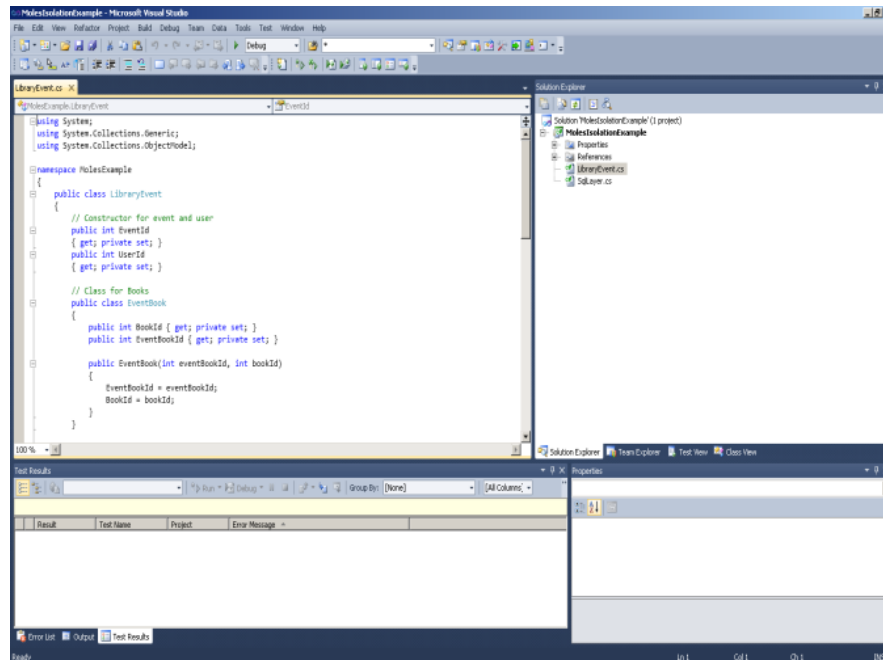 MolesIsolationExample - Microsoft Visual Studio
File Edit View Refactor Project Build Debug Team Data Tools Test Window Help
Debug
LibraryEvent.cs X
MolesExample.LibraryEvent
EventId
using System;
using System.Collections.Generic;
using System.Collections.ObjectModel;
namespace MolesExample
{
public class LibraryEvent
{
// Constructor for event and user
public int EventId
{ get; private set; }
public int UserId
{ get; private set; }
// Class for Books
public class EventBook
{
public int BookId { get; private set; }
public int EventBookId { get; private set; }
public EventBook(int eventBookId, int bookId)
{
EventBookId = eventBookId;
BookId = bookId;
}
}
100 %
Solution Explorer
Solution 'MolesIsolationExample' (1 project)
MolesIsolationExample
Properties
References
LibraryEvent.cs
SqlLayer.cs
Solution Explorer Team Explorer Test View Class View
Test Results
Run Debug Group By: [None] [All Columns]
Result Test Name Project Error Message
Error List Output Test Results
Properties
Ready Ln 1 Col 1 Ch 1 INS